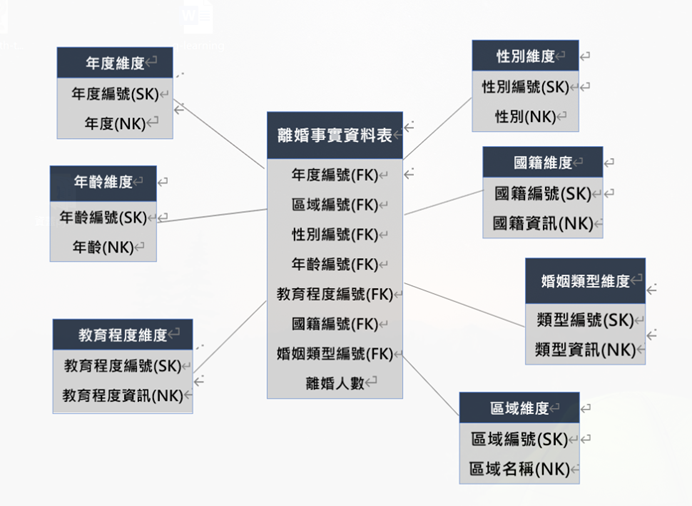 年度維度
年度編號(SK)
年度(NK)
年齡維度
年齡編號(SK)
年齡(NK)
教育程度維度
教育程度編號(SK)
教育程度資訊(NK)
離婚事實資料表
年度編號(FK)
區域編號(FK)
性別編號(FK)
年齡編號(FK)
教育程度編號(FK)
國籍編號(FK)
婚姻類型編號(FK)
離婚人數
性別維度
性別編號(SK)
性別(NK)
國籍維度
國籍編號(SK)
國籍資訊(NK)
婚姻類型維度
類型編號(SK)
類型資訊(NK)
區域維度
區域編號(SK)
區域名稱(NK)